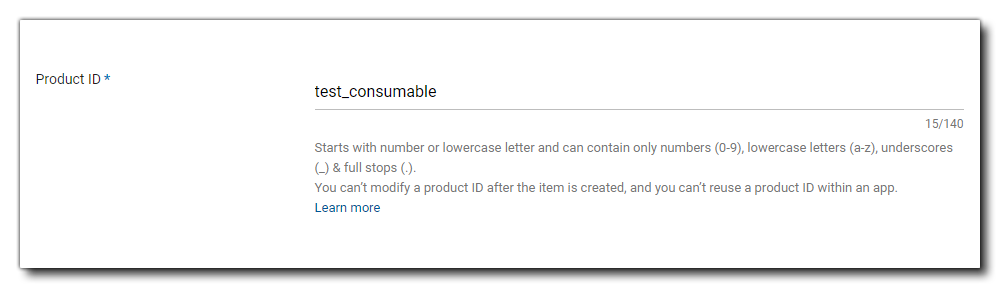 Product ID *
test_consumable
15/140
Starts with number or lowercase letter and can contain only numbers (0-9), lowercase letters (a-z), underscores
(_) & full stops (.).
You can't modify a product ID after the item is created, and you can't reuse a product ID within an app.
Learn more